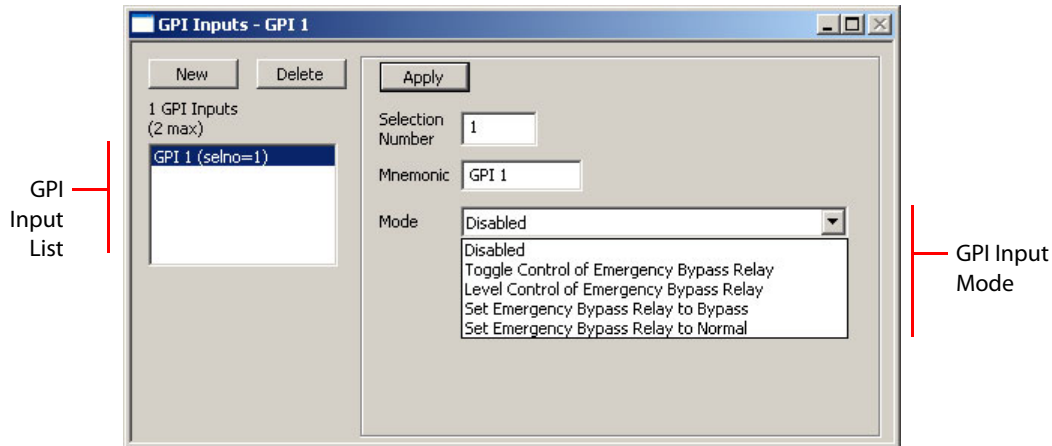 GPI Inputs - GPI 1
New
Delete
1 GPI Inputs
(2 max)
GPI 1 (selno=1)
Apply
Selection
Number
1
Mnemonic
GPI 1
Mode
Disabled
Disabled
Toggle Control of Emergency Bypass Relay
Level Control of Emergency Bypass Relay
Set Emergency Bypass Relay to Bypass
Set Emergency Bypass Relay to Normal
GPI
Input
List
GPI Input
Mode